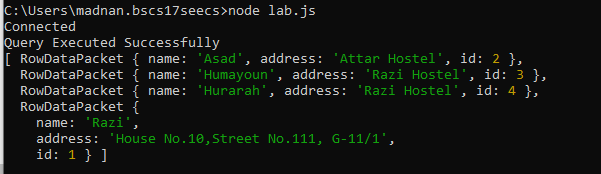 C:\Users\madnan.bscs17seecs>node lab.js
Connected
Query Executed Successfully
[ RowDataPacket { name: 'Asad', address: 'Attar Hostel', id: 2 },
  RowDataPacket { name: 'Humayoun', address: 'Razi Hostel', id: 3 },
  RowDataPacket { name: 'Hurarah', address: 'Razi Hostel', id: 4 },
  RowDataPacket {
    name: 'Razi',
    address: 'House No.10,Street No.111, G-11/1',
    id: 1 } ]